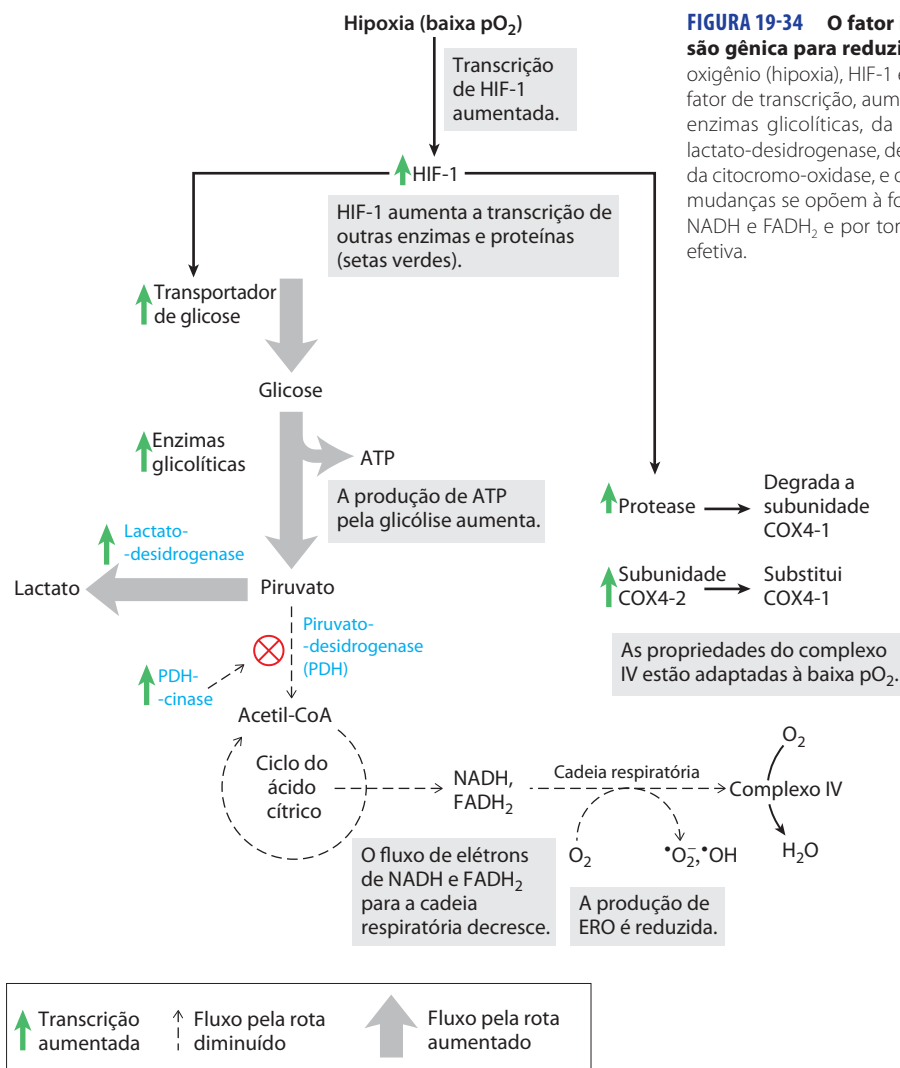 Hipoxia (baixa pO₂)
Transcrição
de HIF-1
aumentada.
HIF-1
HIF-1 aumenta a transcrição de
outras enzimas e proteínas
(setas verdes).
Transportador
de glicose
Glicose
Enzimas
glicolíticas
ATP
A produção de ATP
pela glicólise aumenta.
Lactato-
-desidrogenase
Lactato
Piruvato
Piruvato-
-desidrogenase
(PDH)
PDH-
-cinase
Acetil-CoA
Ciclo do
ácido
cítrico
NADH,
FADH₂
Cadeia respiratória
Complexo IV
O₂
H₂O
O₂
•O₂⁻, •OH
O fluxo de elétrons
de NADH e FADH₂
para a cadeia
respiratória decresce.
A produção de
ERO é reduzida.
Protease
Degrada a
subunidade
COX4-1
Subunidade
COX4-2
Substitui
COX4-1
As propriedades do complexo
IV estão adaptadas à baixa pO₂.
FIGURA 19-34 O fator
são gênica para reduzi
oxigênio (hipoxia), HIF-1
fator de transcrição, aum
enzimas glicolíticas, da
lactato-desidrogenase, de
da citocromo-oxidase, e
mudanças se opõem à fo
NADH e FADH₂ e por tor
efetiva.
Transcrição
aumentada
Fluxo pela rota
diminuído
Fluxo pela rota
aumentado